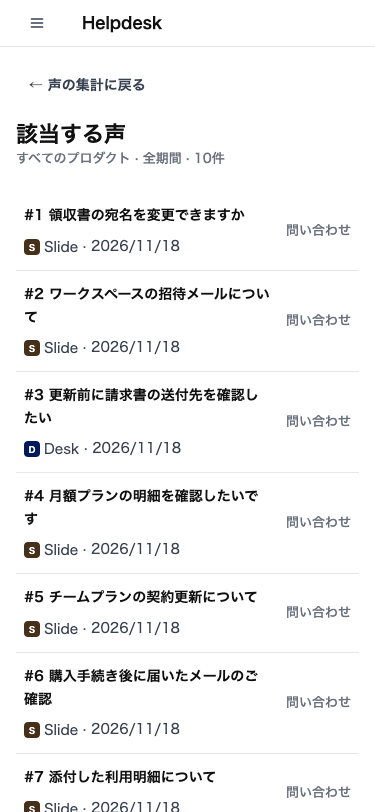 Helpdesk
← 声の集計に戻る
該当する声
すべてのプロダクト · 全期間 · 10件
#1 領収書の宛名を変更できますか
問い合わせ
S Slide · 2026/11/18
#2 ワークスペースの招待メールについ
て
問い合わせ
S Slide · 2026/11/18
#3 更新前に請求書の送付先を確認し
たい
問い合わせ
D Desk · 2026/11/18
#4 月額プランの明細を確認したいで
す
問い合わせ
S Slide · 2026/11/18
#5 チームプランの契約更新について
問い合わせ
S Slide · 2026/11/18
#6 購入手続き後に届いたメールのご
確認
問い合わせ
S Slide · 2026/11/18
#7 添付した利用明細について
問い合わせ
S Slide · 2026/11/18